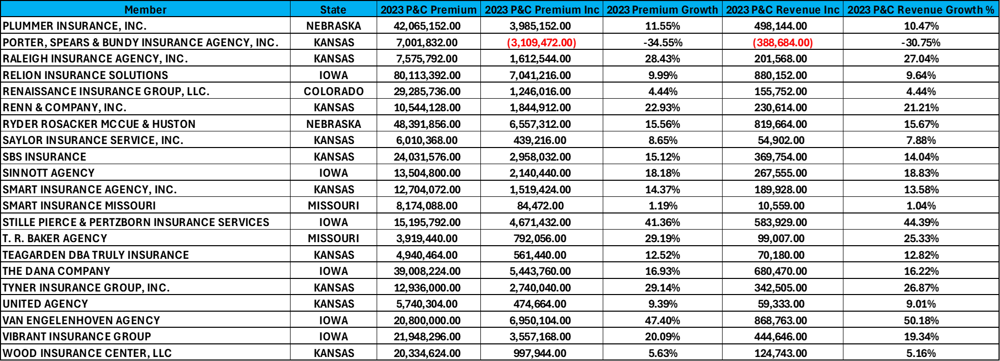 Member State 2023 P&C Premium 2023 P&C Premium Inc 2023 Premium Growth 2023 P&C Revenue Inc 2023 P&C Revenue Growth %
PLUMMER INSURANCE, INC. NEBRASKA 42,065,152.00 3,985,152.00 11.55% 498,144.00 10.47%
PORTER, SPEARS & BUNDY INSURANCE AGENCY, INC. KANSAS 7,001,832.00 (3,109,472.00) -34.55% (388,684.00) -30.75%
RALEIGH INSURANCE AGENCY, INC. KANSAS 7,575,792.00 1,612,544.00 28.43% 201,568.00 27.04%
RELION INSURANCE SOLUTIONS IOWA 80,113,392.00 7,041,216.00 9.99% 880,152.00 9.64%
RENAISSANCE INSURANCE GROUP, LLC. COLORADO 29,285,736.00 1,246,016.00 4.44% 155,752.00 4.44%
RENN & COMPANY, INC. KANSAS 10,544,128.00 1,844,912.00 22.93% 230,614.00 21.21%
RYDER ROSACKER MCCUE & HUSTON NEBRASKA 48,391,856.00 6,557,312.00 15.56% 819,664.00 15.67%
SAYLOR INSURANCE SERVICE, INC. KANSAS 6,010,368.00 439,216.00 8.65% 54,902.00 7.88%
SBS INSURANCE KANSAS 24,031,576.00 2,958,032.00 15.12% 369,754.00 14.04%
SINNOTT AGENCY IOWA 13,504,800.00 2,140,440.00 18.18% 267,555.00 18.83%
SMART INSURANCE AGENCY, INC. KANSAS 12,704,072.00 1,519,424.00 14.37% 189,928.00 13.58%
SMART INSURANCE MISSOURI MISSOURI 8,174,088.00 84,472.00 1.19% 10,559.00 1.04%
STILLE PIERCE & PERTZBORN INSURANCE SERVICES IOWA 15,195,792.00 4,671,432.00 41.36% 583,929.00 44.39%
T. R. BAKER AGENCY MISSOURI 3,919,440.00 792,056.00 29.19% 99,007.00 25.33%
TEAGARDEN DBA TRULY INSURANCE KANSAS 4,940,464.00 561,440.00 12.52% 70,180.00 12.82%
THE DANA COMPANY IOWA 39,008,224.00 5,443,760.00 16.93% 680,470.00 16.22%
TYNER INSURANCE GROUP, INC. KANSAS 12,936,000.00 2,740,040.00 29.14% 342,505.00 26.87%
UNITED AGENCY KANSAS 5,740,304.00 474,664.00 9.39% 59,333.00 9.01%
VAN ENGELENHOVEN AGENCY IOWA 20,800,000.00 6,950,104.00 47.40% 868,763.00 50.18%
VIBRANT INSURANCE GROUP IOWA 21,948,296.00 3,557,168.00 20.09% 444,646.00 19.34%
WOOD INSURANCE CENTER, LLC KANSAS 20,334,624.00 997,944.00 5.63% 124,743.00 5.16%